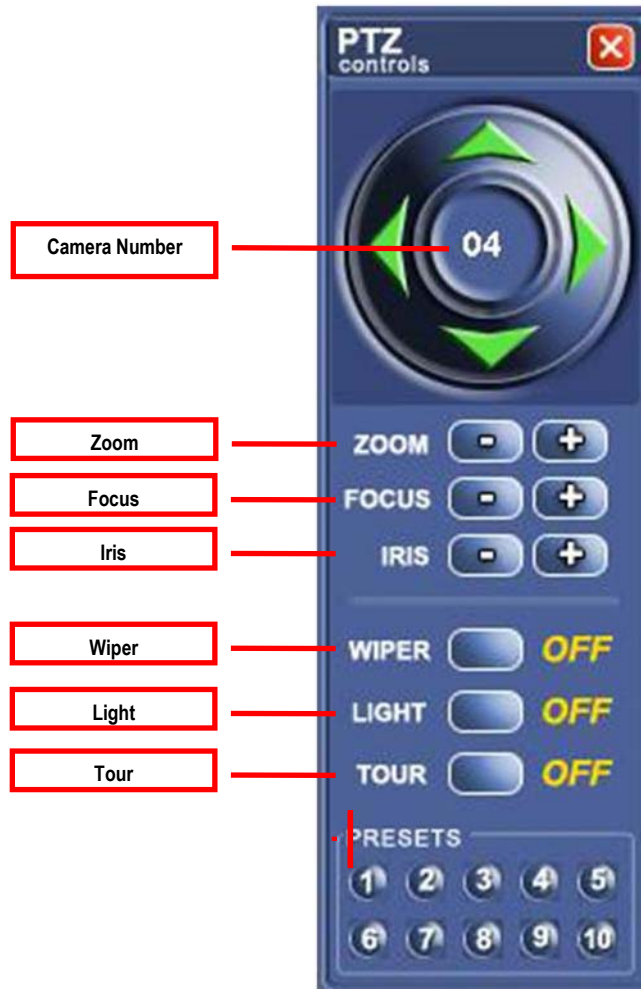 PTZ
controls
Camera Number
04
Zoom
ZOOM - +
Focus
FOCUS - +
Iris
IRIS - +
Wiper
WIPER OFF
Light
LIGHT OFF
Tour
TOUR OFF
PRESETS
1 2 3 4 5
6 7 8 9 10